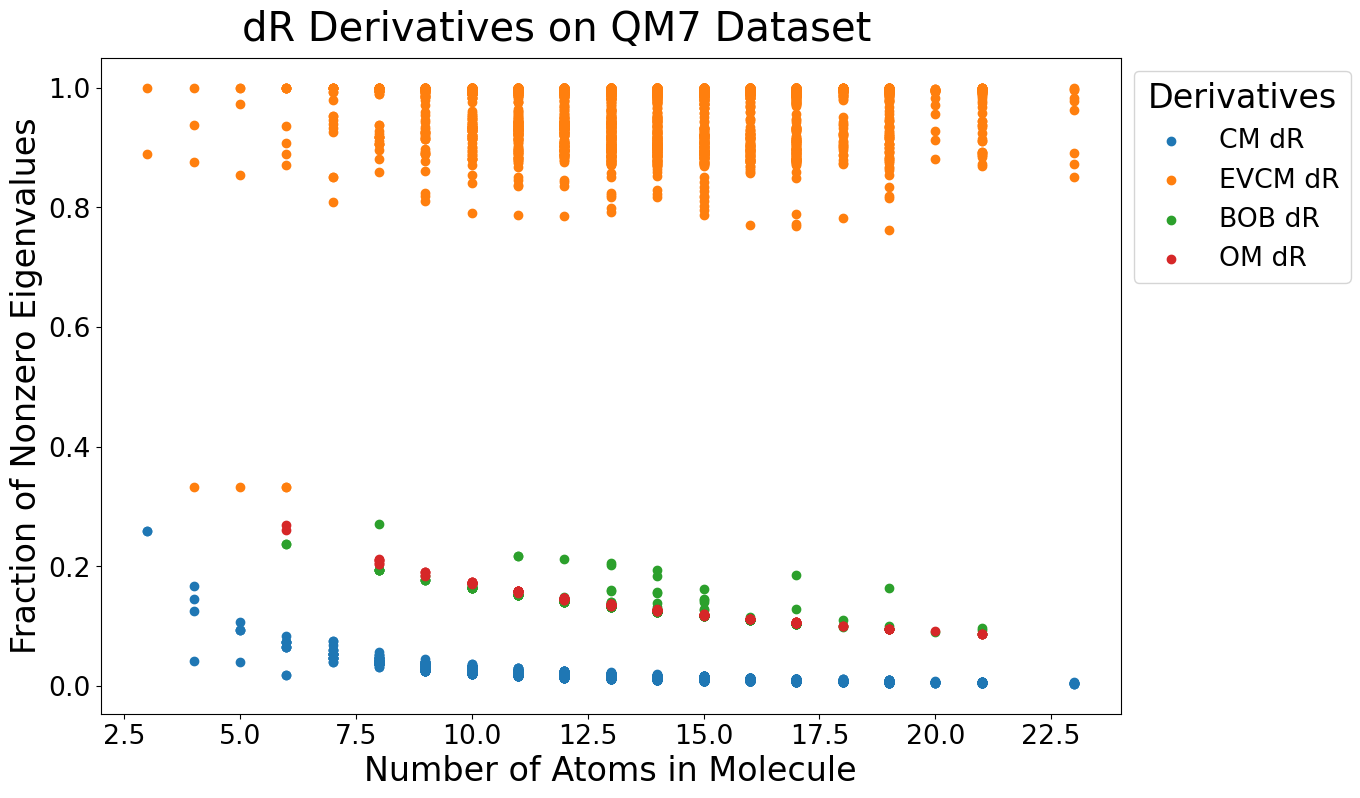 dR Derivatives on QM7 Dataset
Fraction of Nonzero Eigenvalues
1.0
0.8
0.6
0.4
0.2
0.0
2.5 5.0 7.5 10.0 12.5 15.0 17.5 20.0 22.5
Number of Atoms in Molecule
Derivatives
CM dR
EVCM dR
BOB dR
OM dR